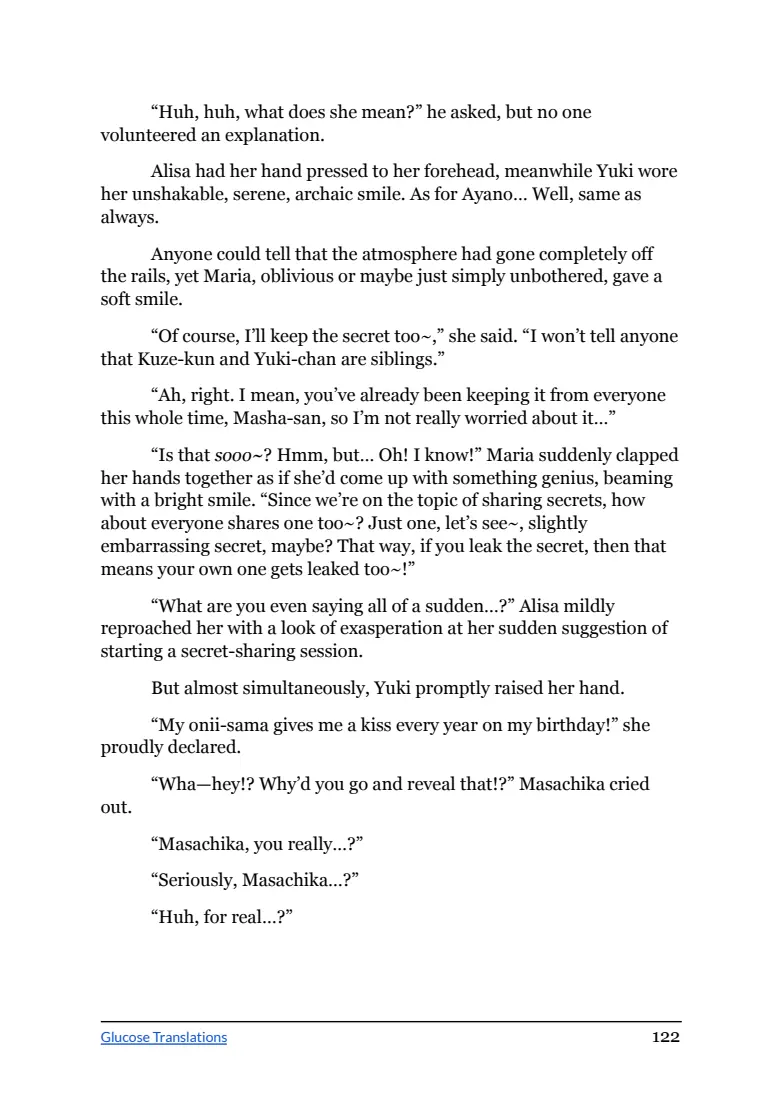 “Huh, huh, what does she mean?” he asked, but no one
volunteered an explanation.
Alisa had her hand pressed to her forehead, meanwhile Yuki wore
her unshakable, serene, archaic smile. As for Ayano… Well, same as
always.
Anyone could tell that the atmosphere had gone completely off
the rails, yet Maria, oblivious or maybe just simply unbothered, gave a
soft smile.
“Of course, I’ll keep the secret too~,” she said. “I won’t tell anyone
that Kuze-kun and Yuki-chan are siblings.”
“Ah, right. I mean, you’ve already been keeping it from everyone
this whole time, Masha-san, so I’m not really worried about it…”
“Is that sooo~? Hmm, but… Oh! I know!” Maria suddenly clapped
her hands together as if she’d come up with something genius, beaming
with a bright smile. “Since we’re on the topic of sharing secrets, how
about everyone shares one too~? Just one, let’s see~, slightly
embarrassing secret, maybe? That way, if you leak the secret, then that
means your own one gets leaked too~!”
“What are you even saying all of a sudden…?” Alisa mildly
reproached her with a look of exasperation at her sudden suggestion of
starting a secret-sharing session.
But almost simultaneously, Yuki promptly raised her hand.
“My onii-sama gives me a kiss every year on my birthday!” she
proudly declared.
“Wha—hey!? Why’d you go and reveal that!?” Masachika cried
out.
“Masachika, you really…?”
“Seriously, Masachika…?”
“Huh, for real…?”
Glucose Translations 122